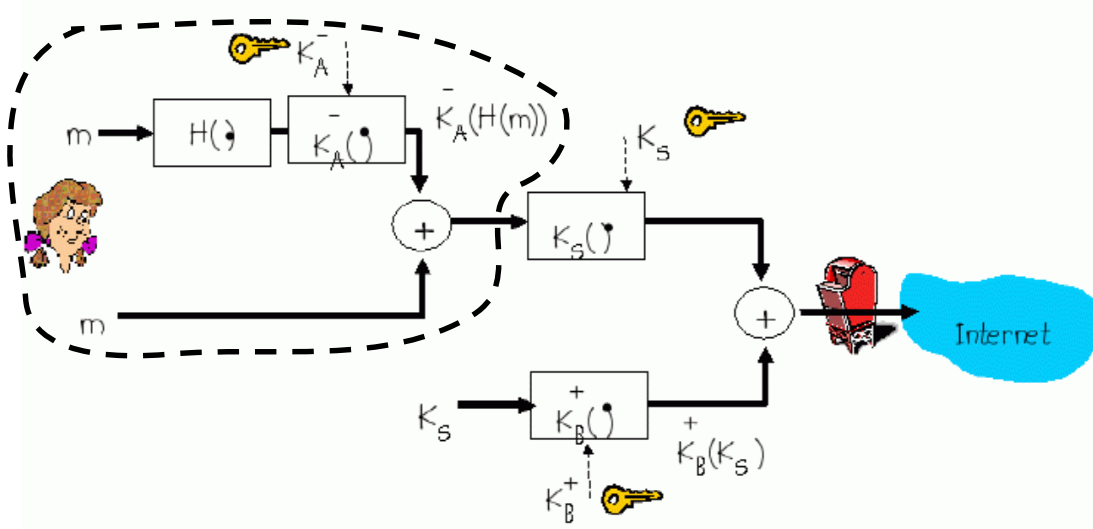 K_A^-
m H(.) K_A^-(.) K_A^-(H(m))
K_S
+ K_S(.)
m
+ Internet
K_S K_B^+(.) K_B^+(K_S)
K_B^+